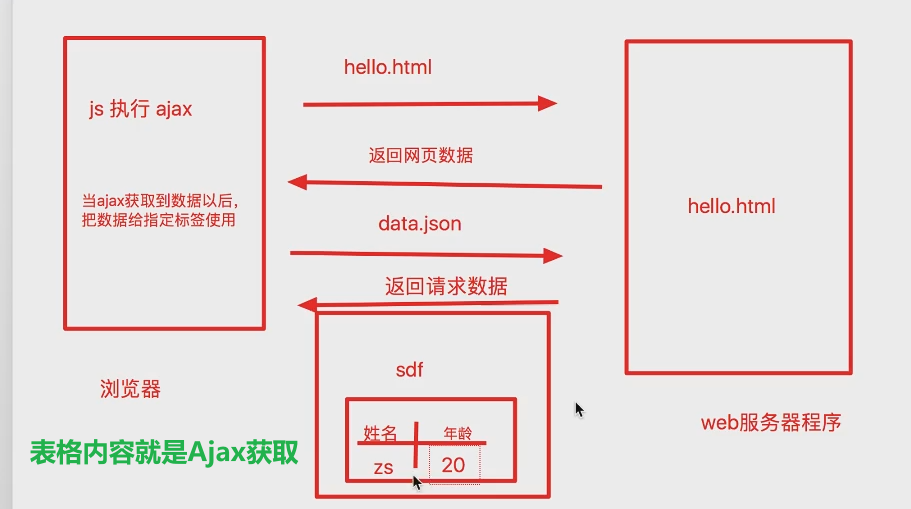 hello.html
js 执行 ajax
返回网页数据
当ajax获取到数据以后，
把数据给指定标签使用
hello.html
data.json
返回请求数据
sdf
浏览器
web服务器程序
姓名 年龄
表格内容就是Ajax获取
zs 20